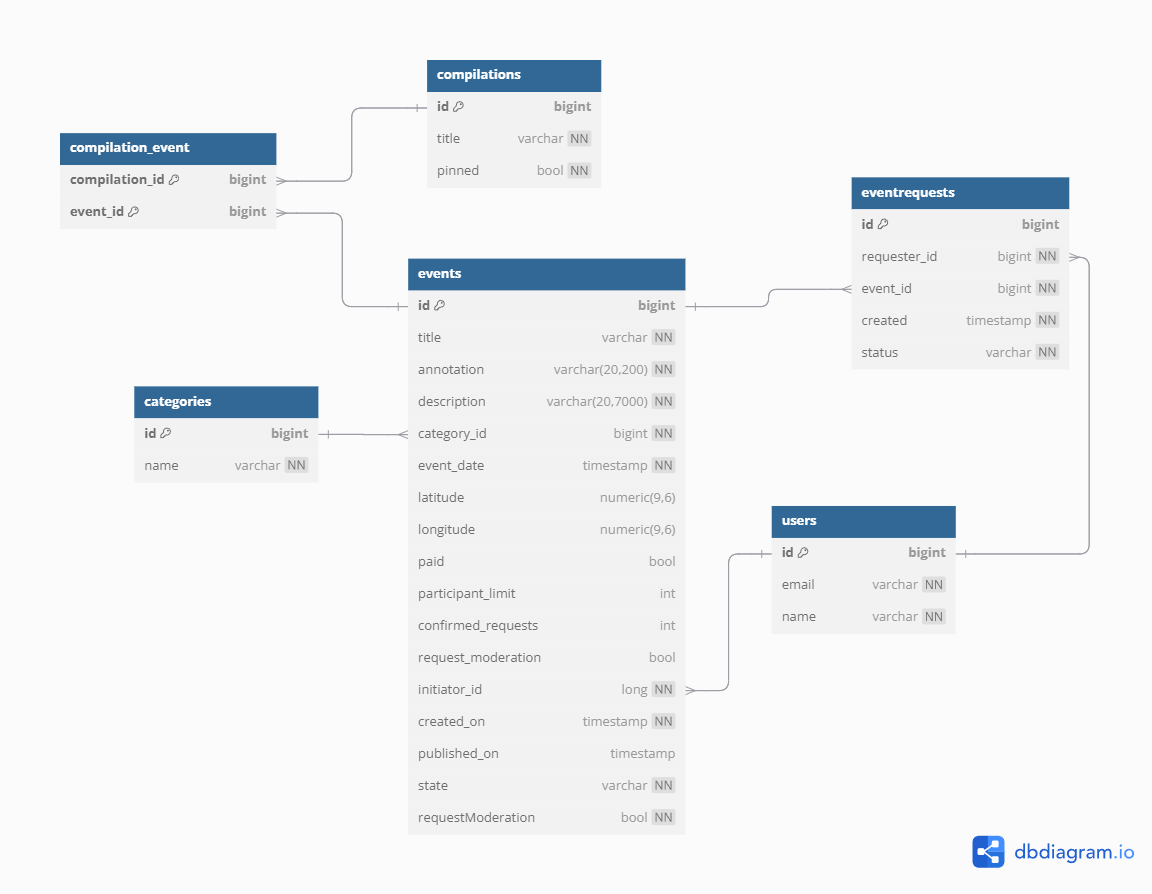 compilations
id bigint
title varchar NN
pinned bool NN
compilation_event
compilation_id bigint
event_id bigint
eventrequests
id bigint
requester_id bigint NN
event_id bigint NN
created timestamp NN
status varchar NN
events
id bigint
title varchar NN
annotation varchar(20,200) NN
description varchar(20,7000) NN
category_id bigint NN
event_date timestamp NN
latitude numeric(9,6)
longitude numeric(9,6)
paid bool
participant_limit int
confirmed_requests int
request_moderation bool
initiator_id long NN
created_on timestamp NN
published_on timestamp
state varchar NN
requestModeration bool NN
categories
id bigint
name varchar NN
users
id bigint
email varchar NN
name varchar NN
dbdiagram.io